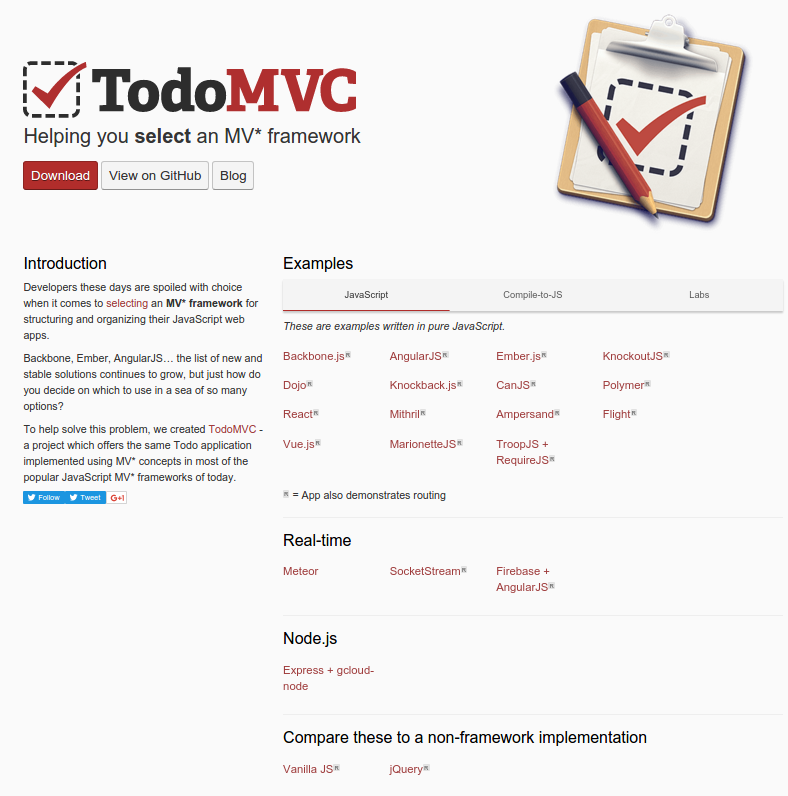 TodoMVC
Helping you select an MV* framework
Download View on GitHub Blog
Introduction
Developers these days are spoiled with choice
when it comes to selecting an MV* framework for
structuring and organizing their JavaScript web
apps.
Backbone, Ember, AngularJS… the list of new and
stable solutions continues to grow, but just how do
you decide on which to use in a sea of so many
options?
To help solve this problem, we created TodoMVC -
a project which offers the same Todo application
implemented using MV* concepts in most of the
popular JavaScript MV* frameworks of today.
Follow Tweet G+1
Examples
JavaScript Compile-to-JS Labs
These are examples written in pure JavaScript.
Backbone.js R AngularJS R Ember.js R KnockoutJS R
Dojo R Knockback.js R CanJS R Polymer R
React R Mithril R Ampersand R Flight R
Vue.js R MarionetteJS R TroopJS +
RequireJS R
R = App also demonstrates routing
Real-time
Meteor SocketStream R Firebase +
AngularJS R
Node.js
Express + gcloud-
node
Compare these to a non-framework implementation
Vanilla JS R jQuery R